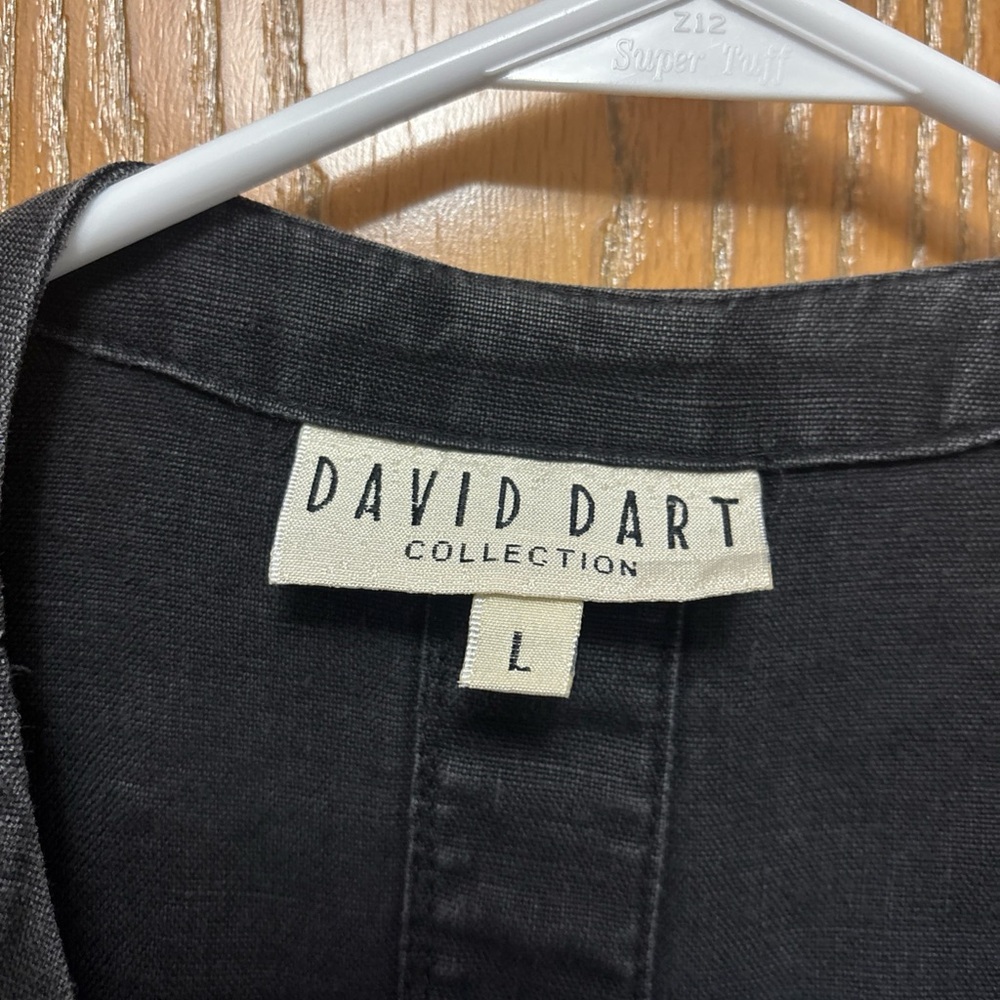 Z12
Super Tuff
DAVID DART
COLLECTION
L